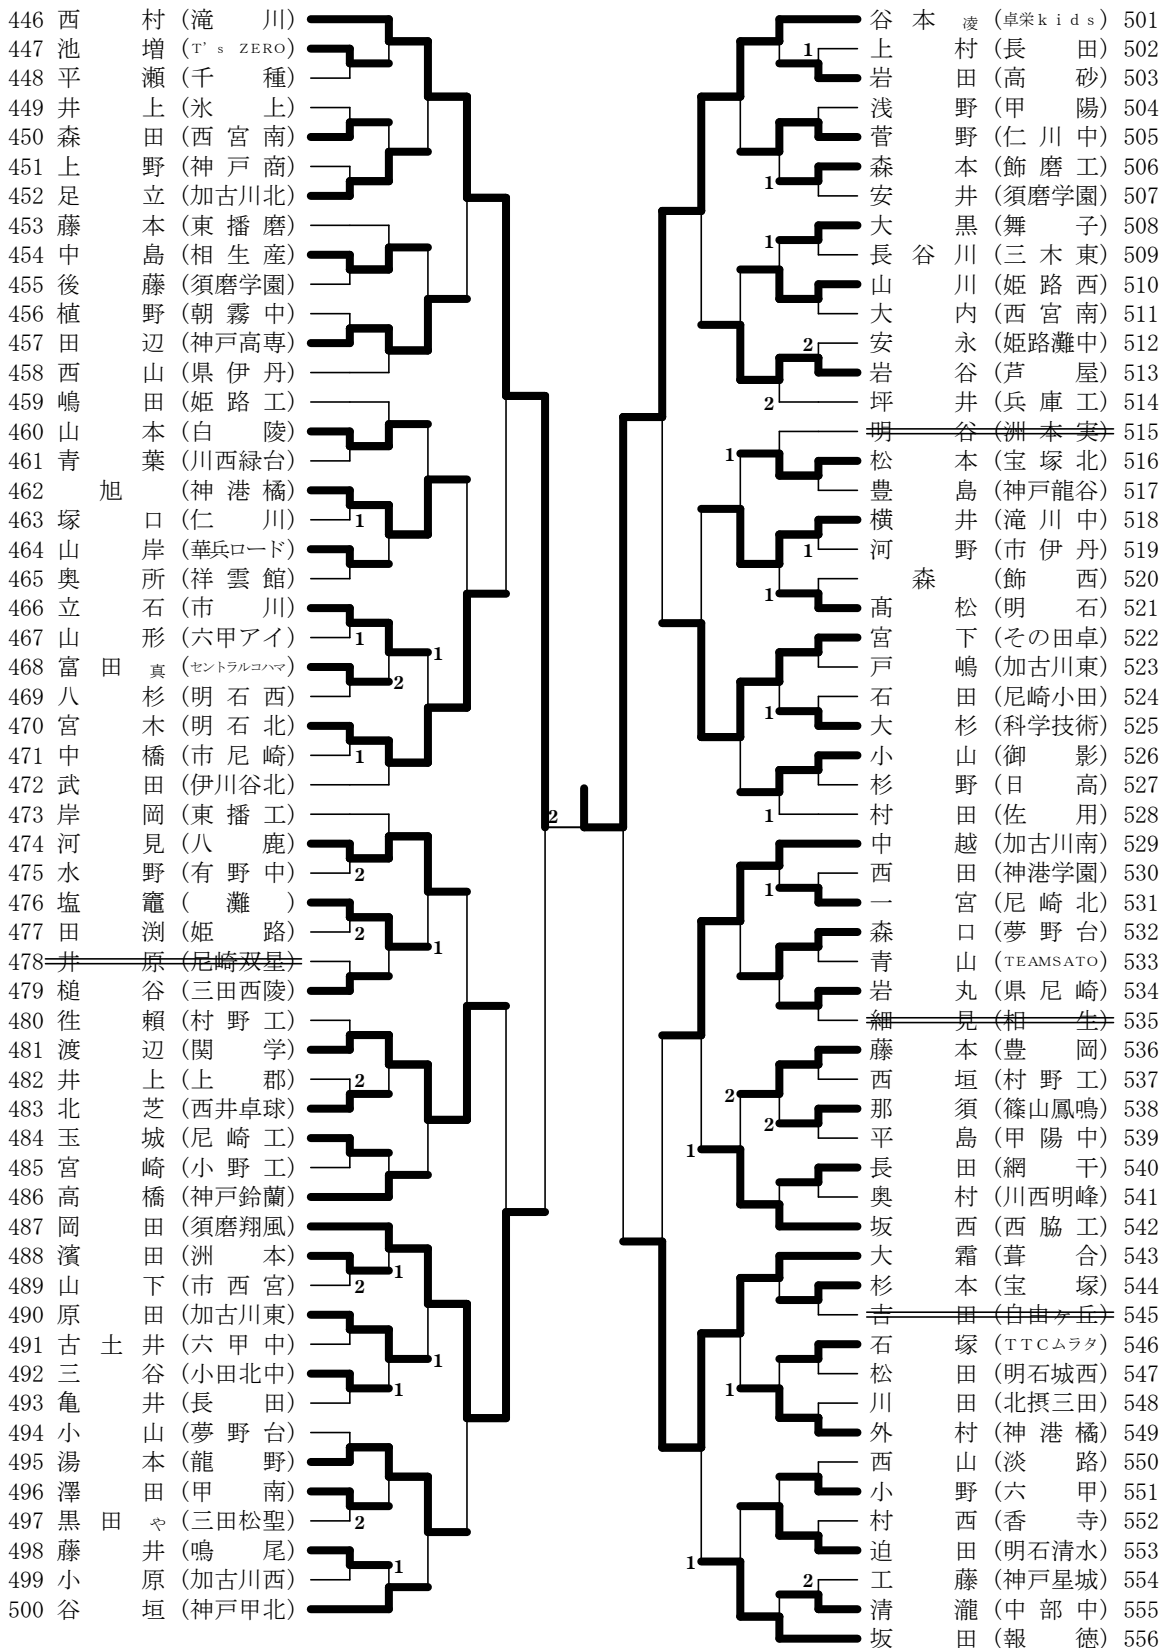 446 西村 (滝川)
447 池増 (T's ZERO)
448 平瀬 (千種)
449 井上 (氷上)
450 森田 (西宮南)
451 上野 (神戸商)
452 足立 (加古川北)
453 藤本 (東播磨)
454 中島 (相生産)
455 後藤 (須磨学園)
456 植野 (朝霧中)
457 田辺 (神戸高専)
458 西山 (県伊丹)
459 嶋田 (姫路工)
460 山本 (白陵)
461 青葉 (川西緑台)
462 旭 (神港橘)
463 塚口 (仁川)
1
464 山岸 (華兵ロード)
465 奥所 (祥雲館)
466 立石 (市川)
467 山形 (六甲アイ)
1
1
468 富田真 (セントラルコハマ)
2
469 八杉 (明石西)
470 宮木 (明石北)
471 中橋 (市尼崎)
1
472 武田 (伊川谷北)
473 岸岡 (東播工)
2
474 河見 (八鹿)
475 水野 (有野中)
2
476 塩竈 (灘)
477 田渕 (姫路)
2
1
478 井原 (尼崎双星)
479 槌谷 (三田西陵)
480 徃頼 (村野工)
481 渡辺 (関学)
482 井上 (上郡)
2
483 北芝 (西井卓球)
484 玉城 (尼崎工)
485 宮崎 (小野工)
486 高橋 (神戸鈴蘭)
487 岡田 (須磨翔風)
488 濱田 (洲本)
1
489 山下 (市西宮)
2
490 原田 (加古川東)
491 古土井 (六甲中)
1
492 三谷 (小田北中)
1
493 亀井 (長田)
494 小山 (夢野台)
495 湯本 (龍野)
496 澤田 (甲南)
497 黒田や (三田松聖)
2
498 藤井 (鳴尾)
1
499 小原 (加古川西)
500 谷垣 (神戸甲北)
谷本凌 (卓栄kids) 501
1
上村 (長田) 502
岩田 (高砂) 503
浅野 (甲陽) 504
菅野 (仁川中) 505
森本 (飾磨工) 506
1
安井 (須磨学園) 507
大黒 (舞子) 508
1
長谷川 (三木東) 509
山川 (姫路西) 510
大内 (西宮南) 511
2
安永 (姫路灘中) 512
岩谷 (芦屋) 513
2
坪井 (兵庫工) 514
明谷 (洲本実) 515
1
松本 (宝塚北) 516
豊島 (神戸龍谷) 517
横井 (滝川中) 518
1
河野 (市伊丹) 519
森 (飾西) 520
1
髙松 (明石) 521
宮下 (その田卓) 522
戸嶋 (加古川東) 523
石田 (尼崎小田) 524
1
大杉 (科学技術) 525
小山 (御影) 526
杉野 (日高) 527
1
村田 (佐用) 528
中越 (加古川南) 529
西田 (神港学園) 530
1
一宮 (尼崎北) 531
森口 (夢野台) 532
青山 (TEAMSATO) 533
岩丸 (県尼崎) 534
細見 (相生) 535
藤本 (豊岡) 536
西垣 (村野工) 537
2
那須 (篠山鳳鳴) 538
2
平島 (甲陽中) 539
1
長田 (網干) 540
奥村 (川西明峰) 541
坂西 (西脇工) 542
大霜 (葺合) 543
杉本 (宝塚) 544
吉田 (自由ヶ丘) 545
石塚 (TTCムラタ) 546
松田 (明石城西) 547
1
川田 (北摂三田) 548
外村 (神港橘) 549
西山 (淡路) 550
小野 (六甲) 551
村西 (香寺) 552
迫田 (明石清水) 553
1
2
工藤 (神戸星城) 554
清瀧 (中部中) 555
坂田 (報徳) 556